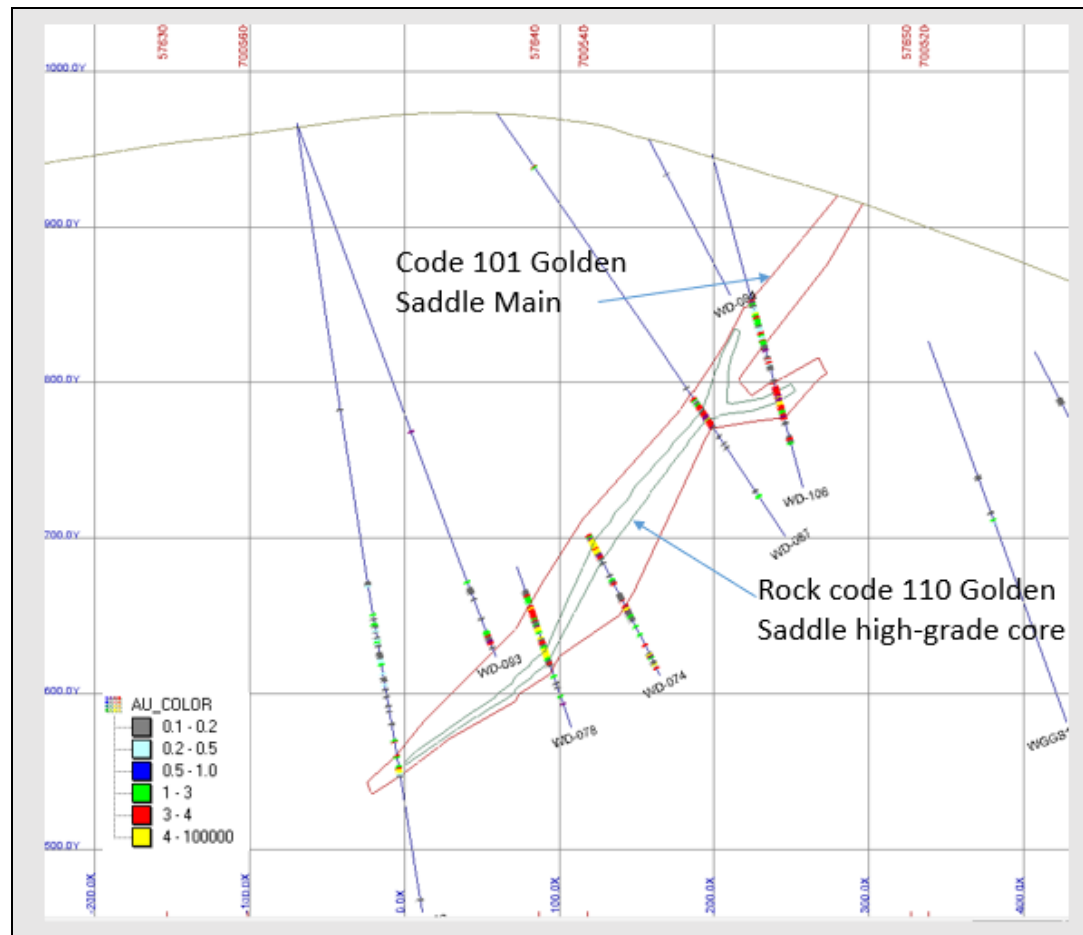 57630
700560
57640
700540
57650
700520
1000.0Y
900.0Y
Code 101 Golden
Saddle Main
800.0Y
WD-106
WD-087
700.0Y
Rock code 110 Golden
Saddle high-grade core
WD-093
WD-074
WD-078
600.0Y
AU_COLOR
0.1 - 0.2
0.2 - 0.5
0.5 - 1.0
1 - 3
3 - 4
4 - 100000
500.0Y
-200.0X
-100.0X
0.0X
100.0X
200.0X
300.0X
400.0X